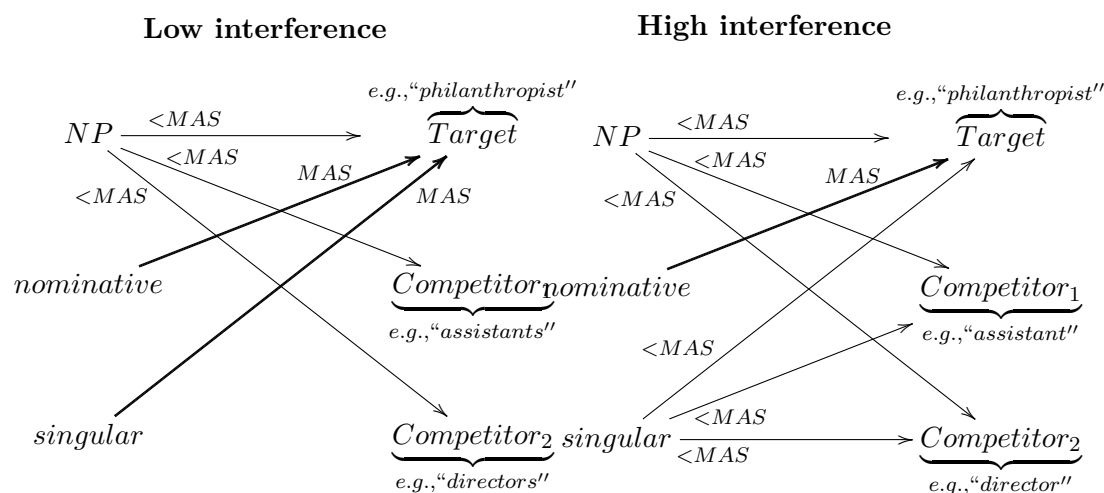 Low interference
e.g.,“philanthropist"
NP
<MAS
Target
<MAS
<MAS
MAS
MAS
nominative
Competitor₁
e.g.,“assistants"
singular
Competitor₂
e.g.,“directors"
High interference
e.g.,“philanthropist"
NP
<MAS
Target
<MAS
<MAS
MAS
nominative
Competitor₁
e.g.,“assistant"
<MAS
singular
<MAS
<MAS
Competitor₂
e.g.,“director"